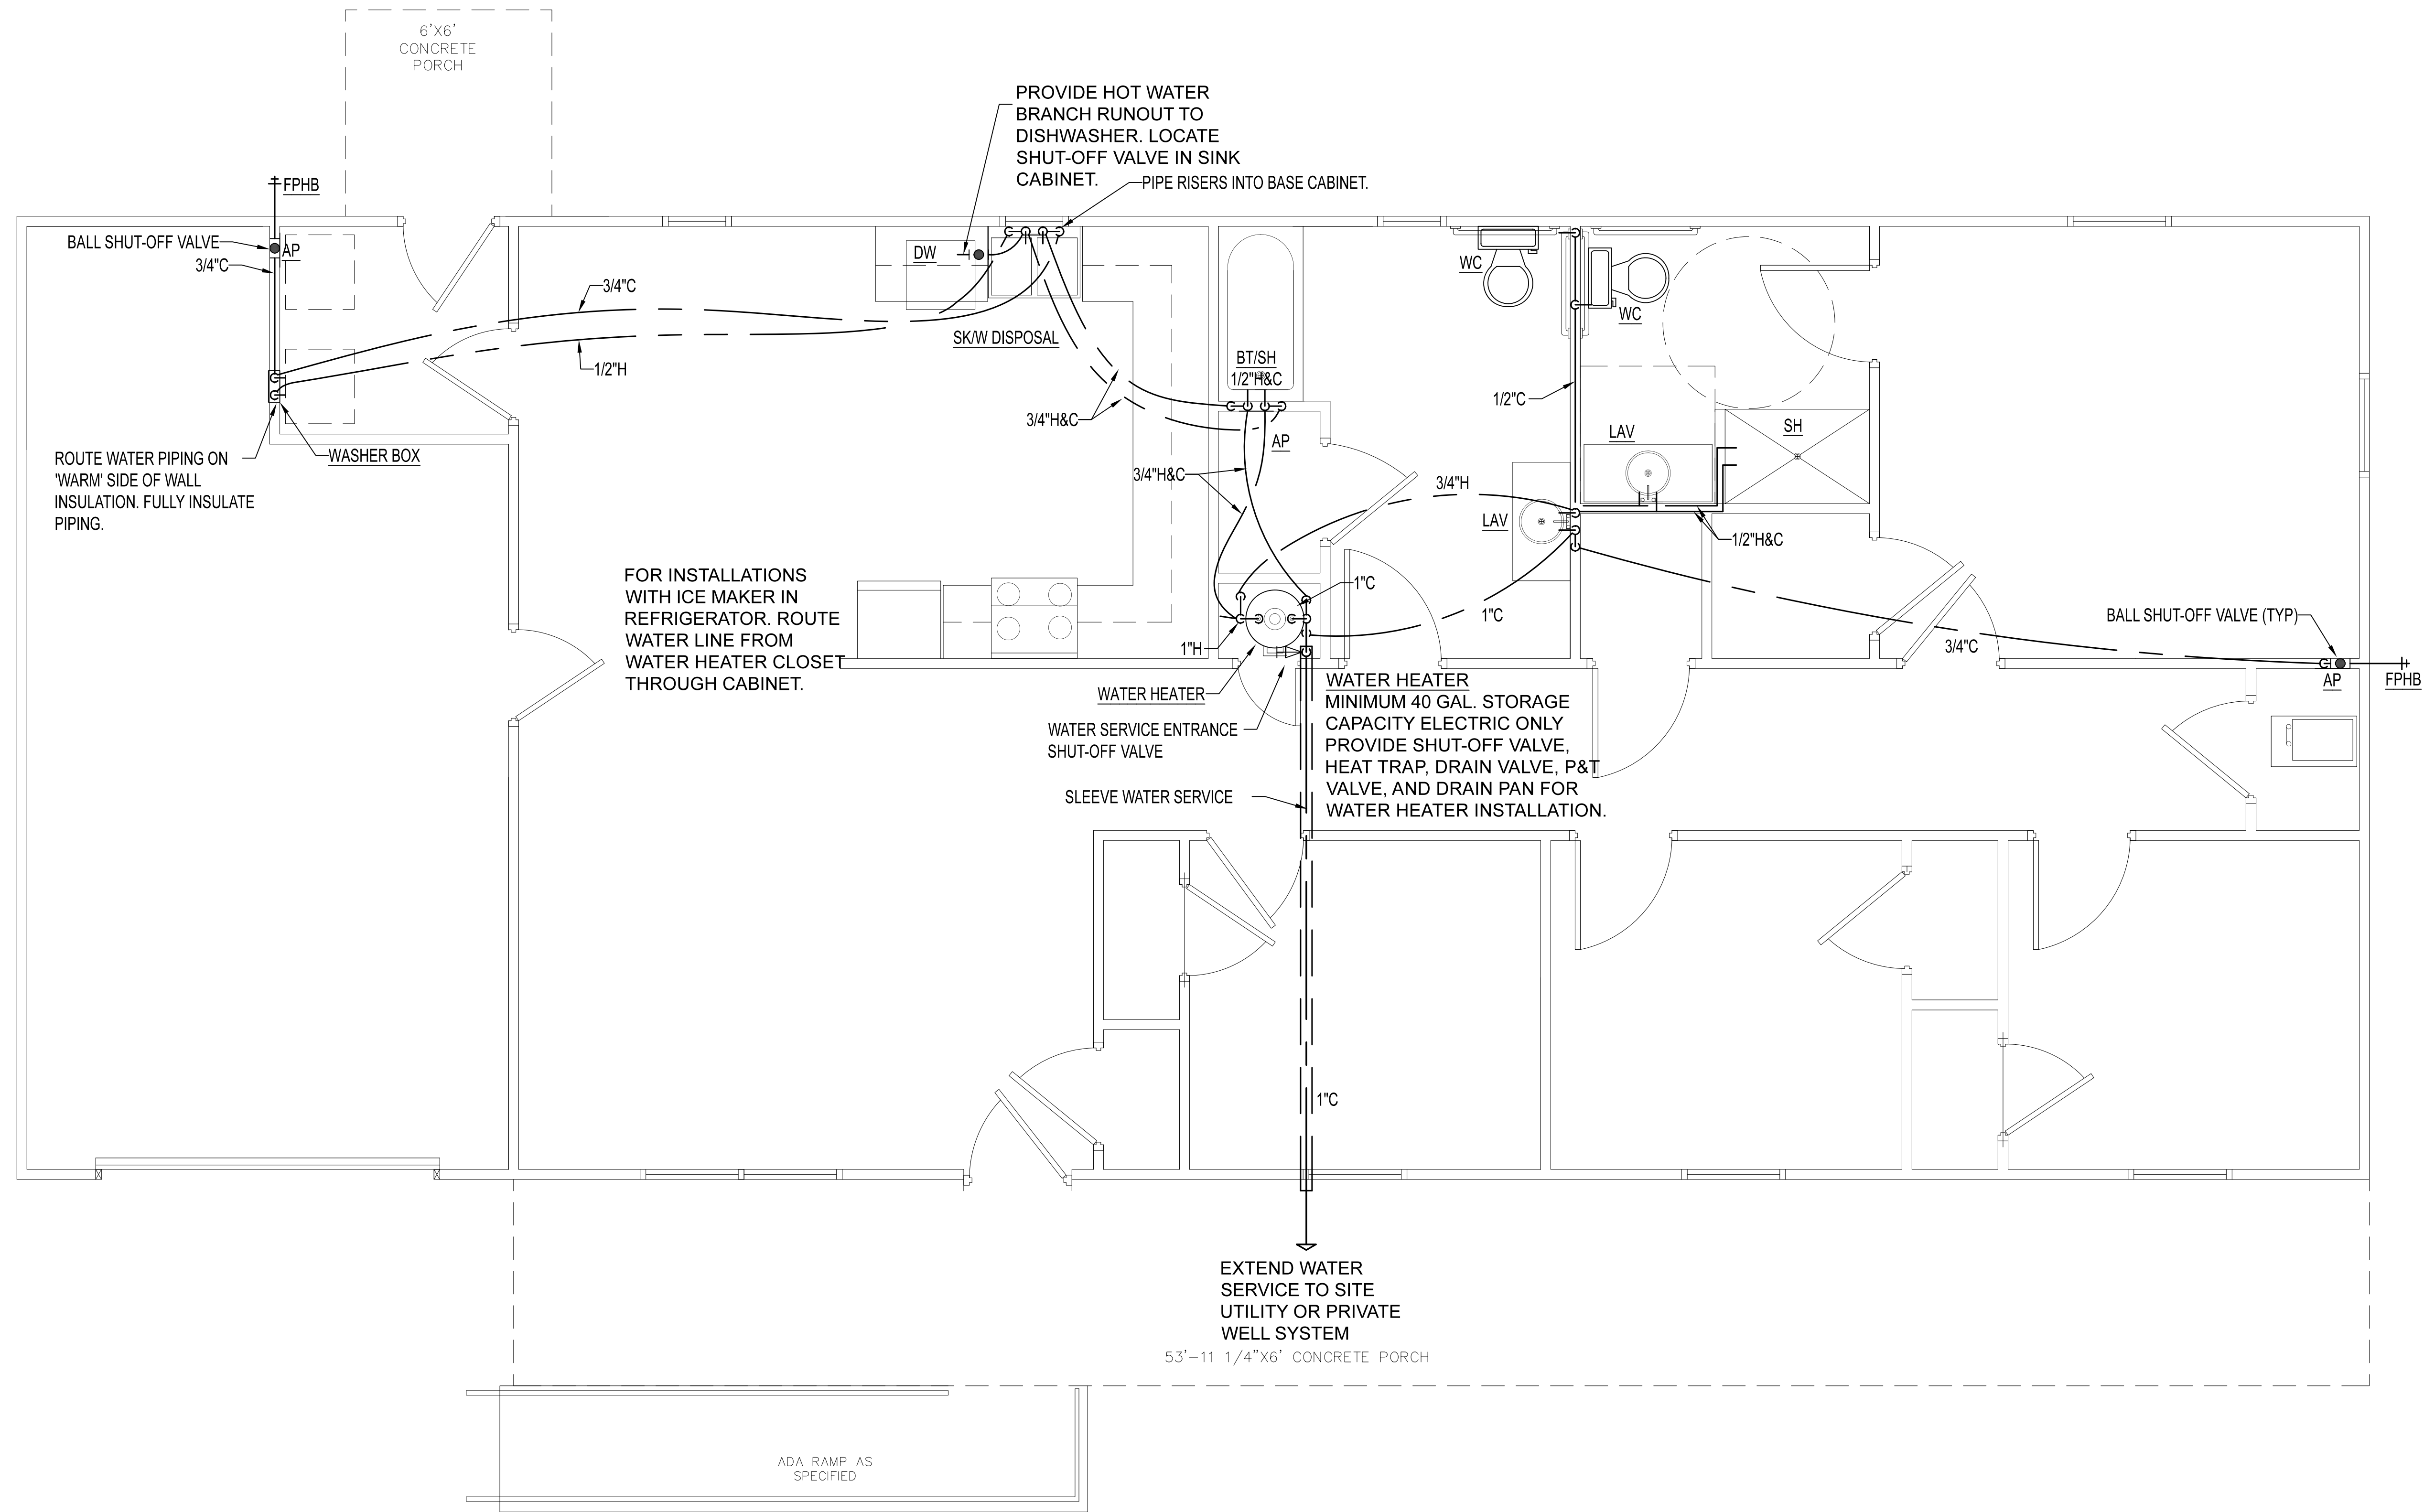 6'X6'
CONCRETE
PORCH
PROVIDE HOT WATER
BRANCH RUNOUT TO
DISHWASHER. LOCATE
SHUT-OFF VALVE IN SINK
CABINET.
PIPE RISERS INTO BASE CABINET.
FPHB
BALL SHUT-OFF VALVE
AP
3/4"C
3/4"C
1/2"H
DW
SK/W DISPOSAL
BT/SH
1/2"H&C
3/4"H&C
AP
3/4"H&C
WC
WC
1/2"C
LAV
SH
3/4"H
LAV
1/2"H&C
ROUTE WATER PIPING ON
'WARM' SIDE OF WALL
INSULATION. FULLY INSULATE
PIPING.
WASHER BOX
FOR INSTALLATIONS
WITH ICE MAKER IN
REFRIGERATOR. ROUTE
WATER LINE FROM
WATER HEATER CLOSET
THROUGH CABINET.
1"C
1"C
1"H
BALL SHUT-OFF VALVE (TYP)
3/4"C
AP
FPHB
WATER HEATER
WATER SERVICE ENTRANCE
SHUT-OFF VALVE
SLEEVE WATER SERVICE
WATER HEATER
MINIMUM 40 GAL. STORAGE
CAPACITY ELECTRIC ONLY
PROVIDE SHUT-OFF VALVE,
HEAT TRAP, DRAIN VALVE, P&T
VALVE, AND DRAIN PAN FOR
WATER HEATER INSTALLATION.
1"C
EXTEND WATER
SERVICE TO SITE
UTILITY OR PRIVATE
WELL SYSTEM
53'-11 1/4"X6' CONCRETE PORCH
ADA RAMP AS
SPECIFIED